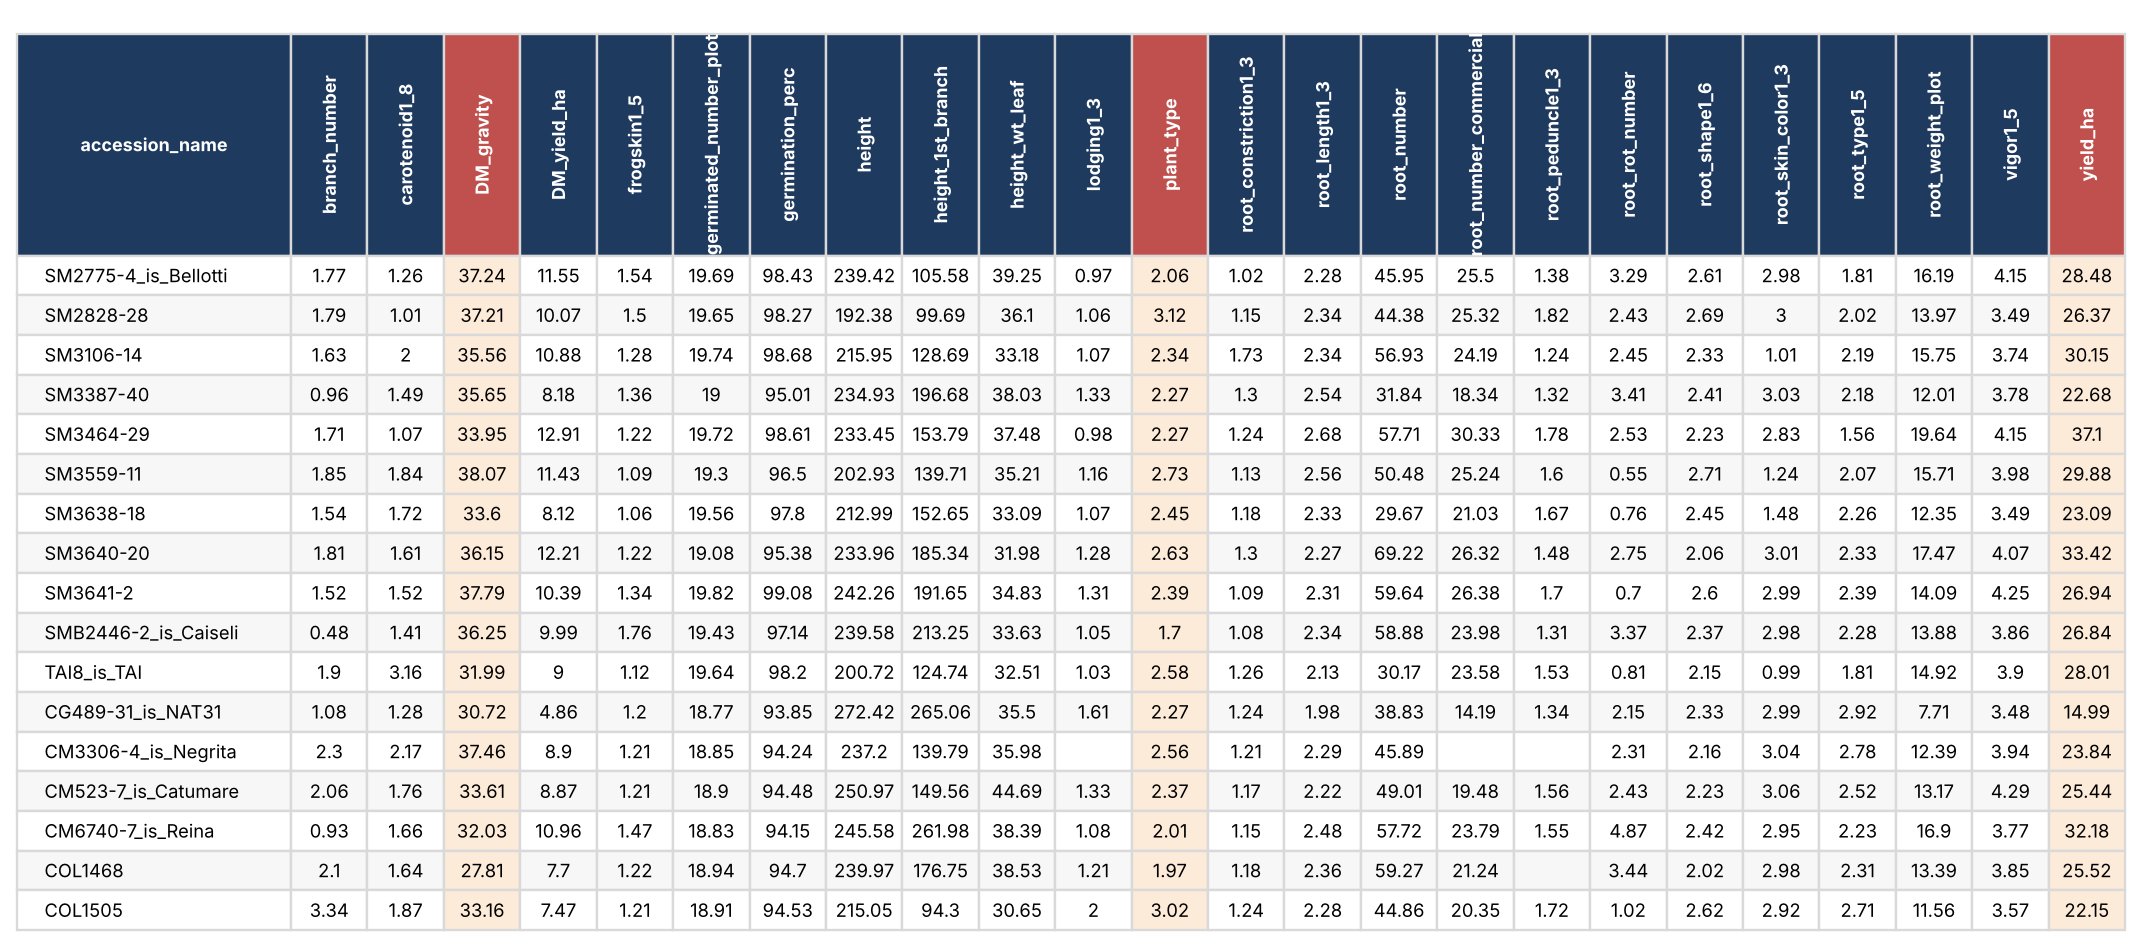 accession_name branch_number carotenoid1_8 DM_gravity DM_yield_ha frogskin1_5 germinated_number_plot germination_perc height height_1st_branch height_wt_leaf lodging1_3 plant_type root_constriction1_3 root_length1_3 root_number root_number_commercial root_peduncle1_3 root_rot_number root_shape1_6 root_skin_color1_3 root_type1_5 root_weight_plot vigor1_5 yield_ha
SM2775-4_is_Bellotti 1.77 1.26 37.24 11.55 1.54 19.69 98.43 239.42 105.58 39.25 0.97 2.06 1.02 2.28 45.95 25.5 1.38 3.29 2.61 2.98 1.81 16.19 4.15 28.48
SM2828-28 1.79 1.01 37.21 10.07 1.5 19.65 98.27 192.38 99.69 36.1 1.06 3.12 1.15 2.34 44.38 25.32 1.82 2.43 2.69 3 2.02 13.97 3.49 26.37
SM3106-14 1.63 2 35.56 10.88 1.28 19.74 98.68 215.95 128.69 33.18 1.07 2.34 1.73 2.34 56.93 24.19 1.24 2.45 2.33 1.01 2.19 15.75 3.74 30.15
SM3387-40 0.96 1.49 35.65 8.18 1.36 19 95.01 234.93 196.68 38.03 1.33 2.27 1.3 2.54 31.84 18.34 1.32 3.41 2.41 3.03 2.18 12.01 3.78 22.68
SM3464-29 1.71 1.07 33.95 12.91 1.22 19.72 98.61 233.45 153.79 37.48 0.98 2.27 1.24 2.68 57.71 30.33 1.78 2.53 2.23 2.83 1.56 19.64 4.15 37.1
SM3559-11 1.85 1.84 38.07 11.43 1.09 19.3 96.5 202.93 139.71 35.21 1.16 2.73 1.13 2.56 50.48 25.24 1.6 0.55 2.71 1.24 2.07 15.71 3.98 29.88
SM3638-18 1.54 1.72 33.6 8.12 1.06 19.56 97.8 212.99 152.65 33.09 1.07 2.45 1.18 2.33 29.67 21.03 1.67 0.76 2.45 1.48 2.26 12.35 3.49 23.09
SM3640-20 1.81 1.61 36.15 12.21 1.22 19.08 95.38 233.96 185.34 31.98 1.28 2.63 1.3 2.27 69.22 26.32 1.48 2.75 2.06 3.01 2.33 17.47 4.07 33.42
SM3641-2 1.52 1.52 37.79 10.39 1.34 19.82 99.08 242.26 191.65 34.83 1.31 2.39 1.09 2.31 59.64 26.38 1.7 0.7 2.6 2.99 2.39 14.09 4.25 26.94
SMB2446-2_is_Caiseli 0.48 1.41 36.25 9.99 1.76 19.43 97.14 239.58 213.25 33.63 1.05 1.7 1.08 2.34 58.88 23.98 1.31 3.37 2.37 2.98 2.28 13.88 3.86 26.84
TAI8_is_TAI 1.9 3.16 31.99 9 1.12 19.64 98.2 200.72 124.74 32.51 1.03 2.58 1.26 2.13 30.17 23.58 1.53 0.81 2.15 0.99 1.81 14.92 3.9 28.01
CG489-31_is_NAT31 1.08 1.28 30.72 4.86 1.2 18.77 93.85 272.42 265.06 35.5 1.61 2.27 1.24 1.98 38.83 14.19 1.34 2.15 2.33 2.99 2.92 7.71 3.48 14.99
CM3306-4_is_Negrita 2.3 2.17 37.46 8.9 1.21 18.85 94.24 237.2 139.79 35.98 2.56 1.21 2.29 45.89 2.31 2.16 3.04 2.78 12.39 3.94 23.84
CM523-7_is_Catumare 2.06 1.76 33.61 8.87 1.21 18.9 94.48 250.97 149.56 44.69 1.33 2.37 1.17 2.22 49.01 19.48 1.56 2.43 2.23 3.06 2.52 13.17 4.29 25.44
CM6740-7_is_Reina 0.93 1.66 32.03 10.96 1.47 18.83 94.15 245.58 261.98 38.39 1.08 2.01 1.15 2.48 57.72 23.79 1.55 4.87 2.42 2.95 2.23 16.9 3.77 32.18
COL1468 2.1 1.64 27.81 7.7 1.22 18.94 94.7 239.97 176.75 38.53 1.21 1.97 1.18 2.36 59.27 21.24 3.44 2.02 2.98 2.31 13.39 3.85 25.52
COL1505 3.34 1.87 33.16 7.47 1.21 18.91 94.53 215.05 94.3 30.65 2 3.02 1.24 2.28 44.86 20.35 1.72 1.02 2.62 2.92 2.71 11.56 3.57 22.15